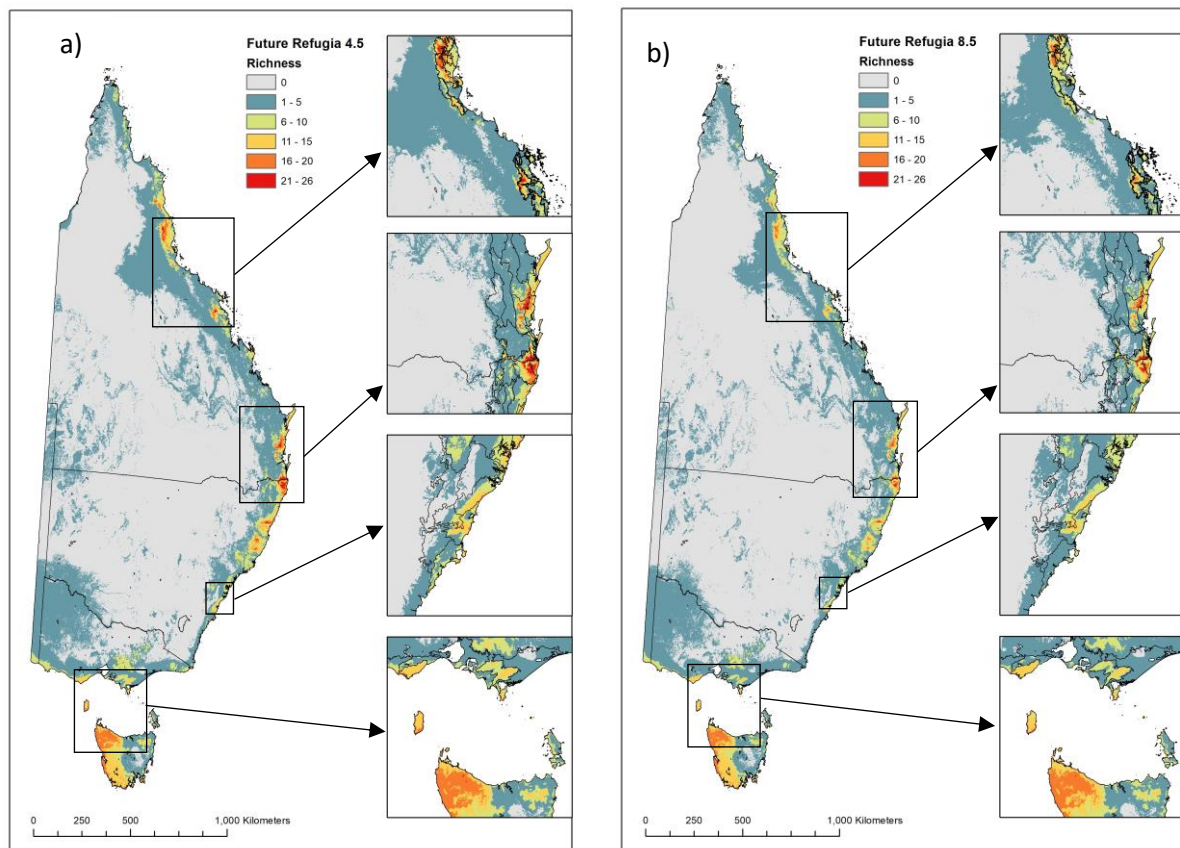 a)
Future Refugia 4.5
Richness
0
1 - 5
6 - 10
11 - 15
16 - 20
21 - 26
0 250 500 1,000 Kilometers
b)
Future Refugia 8.5
Richness
0
1 - 5
6 - 10
11 - 15
16 - 20
21 - 26
0 250 500 1,000 Kilometers